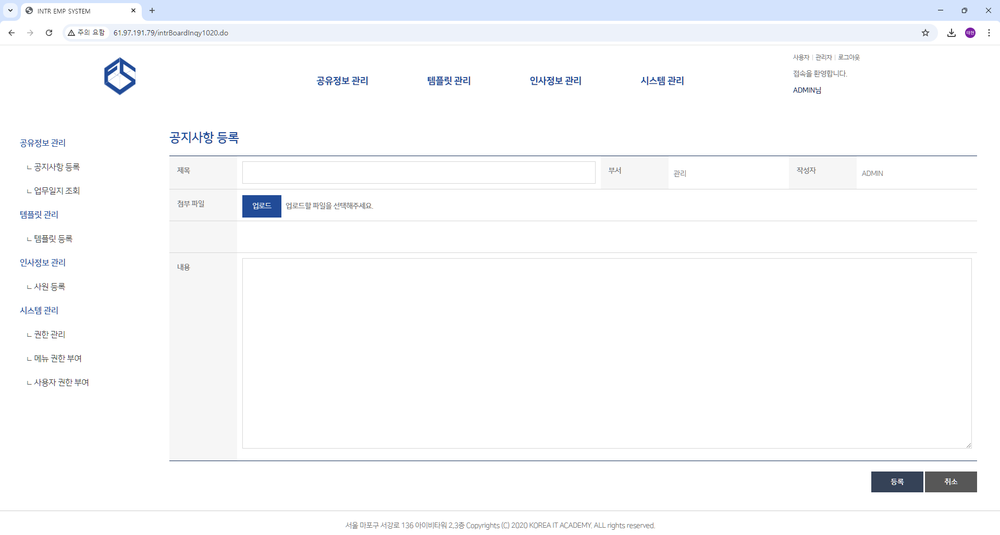 INTR EMP SYSTEM
주의 요함 61.97.191.79/intrBoardInqy1020.do
태현
사용자 | 관리자 | 로그아웃
접속을 환영합니다.
ADMIN님
공유정보 관리 템플릿 관리 인사정보 관리 시스템 관리
공유정보 관리
ㄴ 공지사항 등록
ㄴ 업무일지 조회
템플릿 관리
ㄴ 템플릿 등록
인사정보 관리
ㄴ 사원 등록
시스템 관리
ㄴ 권한 관리
ㄴ 메뉴 권한 부여
ㄴ 사용자 권한 부여
공지사항 등록
제목 부서 관리 작성자 ADMIN
첨부 파일 업로드 업로드할 파일을 선택해주세요.
내용
등록 취소
서울 마포구 서강로 136 아이비타워 2,3층 Copyrights (C) 2020 KOREA IT ACADEMY. ALL rights reserved.